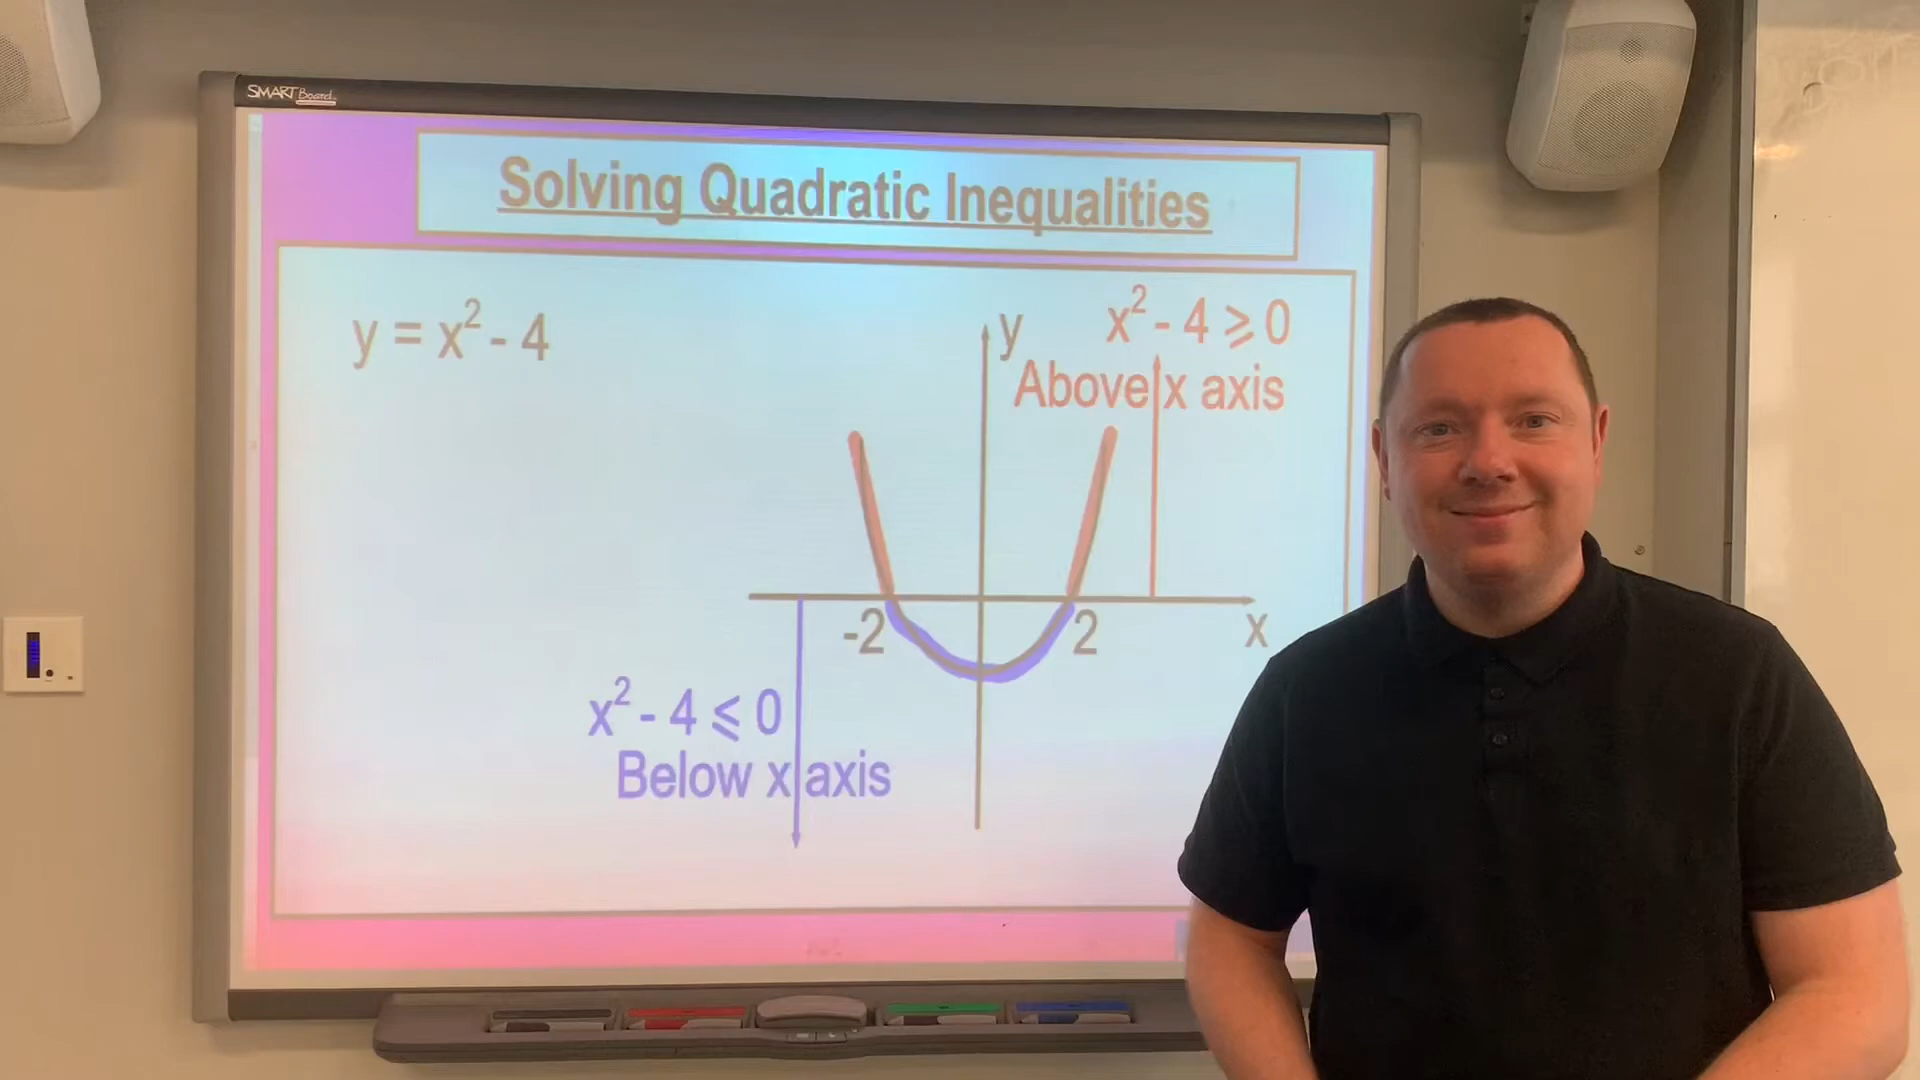 SMART Board
Solving Quadratic Inequalities
y = x² - 4
y
x² - 4 ⩾ 0
Above x axis
-2
2
x
x² - 4 ⩽ 0
Below x axis